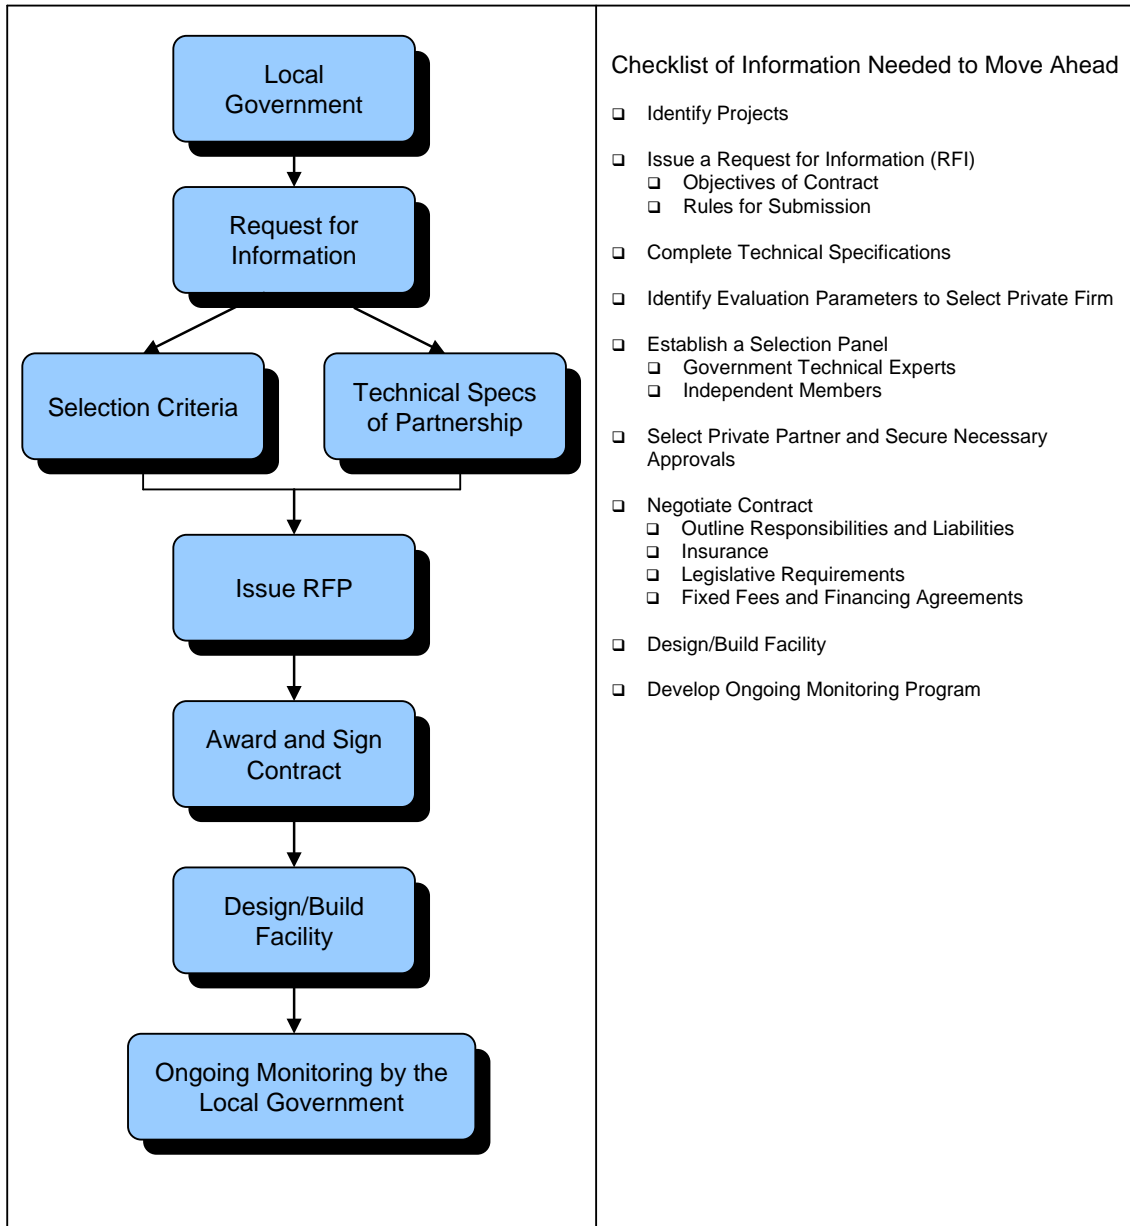 Local
Government
Request for
Information
Selection Criteria
Technical Specs
of Partnership
Issue RFP
Award and Sign
Contract
Design/Build
Facility
Ongoing Monitoring by the
Local Government
Checklist of Information Needed to Move Ahead
Identify Projects
Issue a Request for Information (RFI)
Objectives of Contract
Rules for Submission
Complete Technical Specifications
Identify Evaluation Parameters to Select Private Firm
Establish a Selection Panel
Government Technical Experts
Independent Members
Select Private Partner and Secure Necessary
Approvals
Negotiate Contract
Outline Responsibilities and Liabilities
Insurance
Legislative Requirements
Fixed Fees and Financing Agreements
Design/Build Facility
Develop Ongoing Monitoring Program